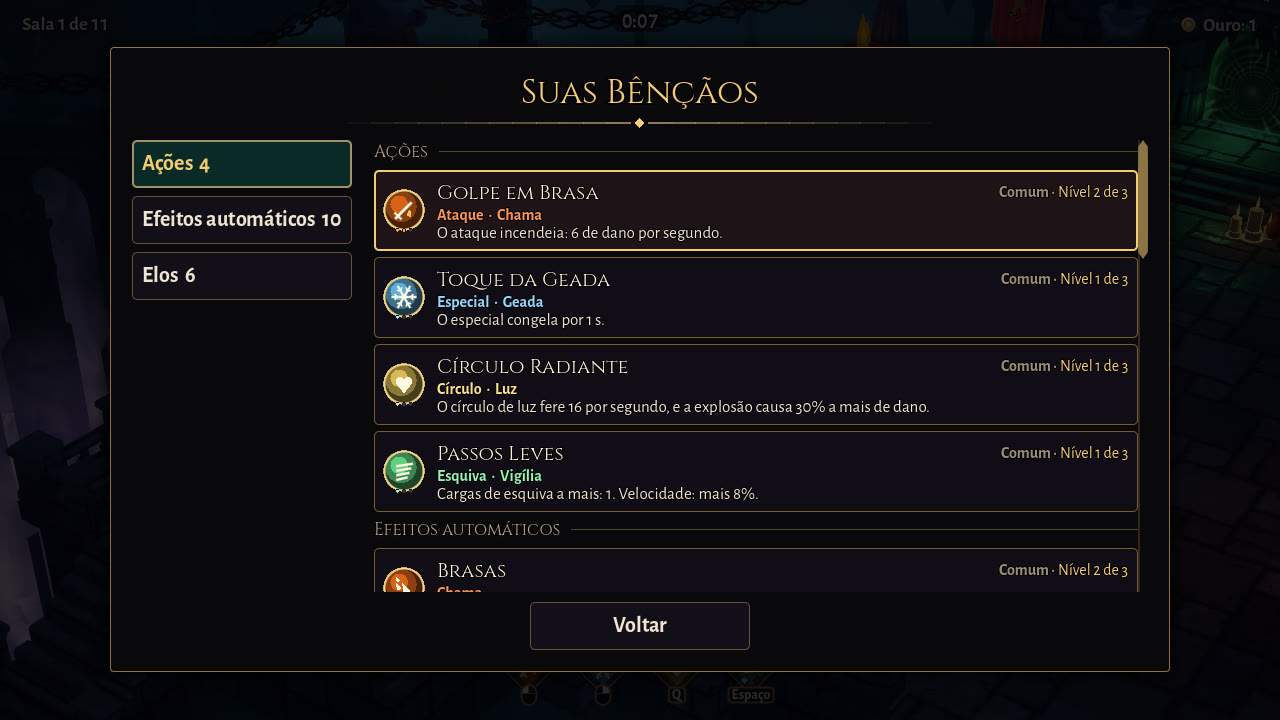 Sala 1 de 11
0:07
Ouro: 1
Suas Bênçãos
Ações 4
Efeitos automáticos 10
Elos 6
Ações
Golpe em Brasa
Comum · Nível 2 de 3
Ataque · Chama
O ataque incendeia: 6 de dano por segundo.
Toque da Geada
Comum · Nível 1 de 3
Especial · Geada
O especial congela por 1 s.
Círculo Radiante
Comum · Nível 1 de 3
Círculo · Luz
O círculo de luz fere 16 por segundo, e a explosão causa 30% a mais de dano.
Passos Leves
Comum · Nível 1 de 3
Esquiva · Vigília
Cargas de esquiva a mais: 1. Velocidade: mais 8%.
Efeitos automáticos
Brasas
Comum · Nível 2 de 3
Chama
Voltar
Q
Espaço